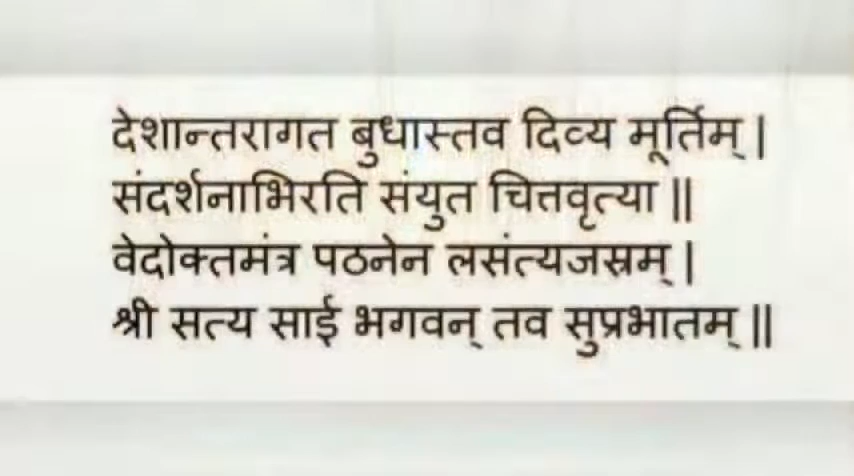 देशान्तरागत बुधास्तव दिव्य मूर्तिम् |
संदर्शनाभिरति संयुत चित्तवृत्या ||
वेदोक्तमंत्र पठनेन लसंत्यजस्रम् |
श्री सत्य साई भगवन् तव सुप्रभातम् ||